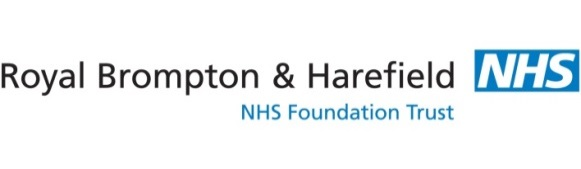 Royal Brompton & Harefield NHS
NHS Foundation Trust